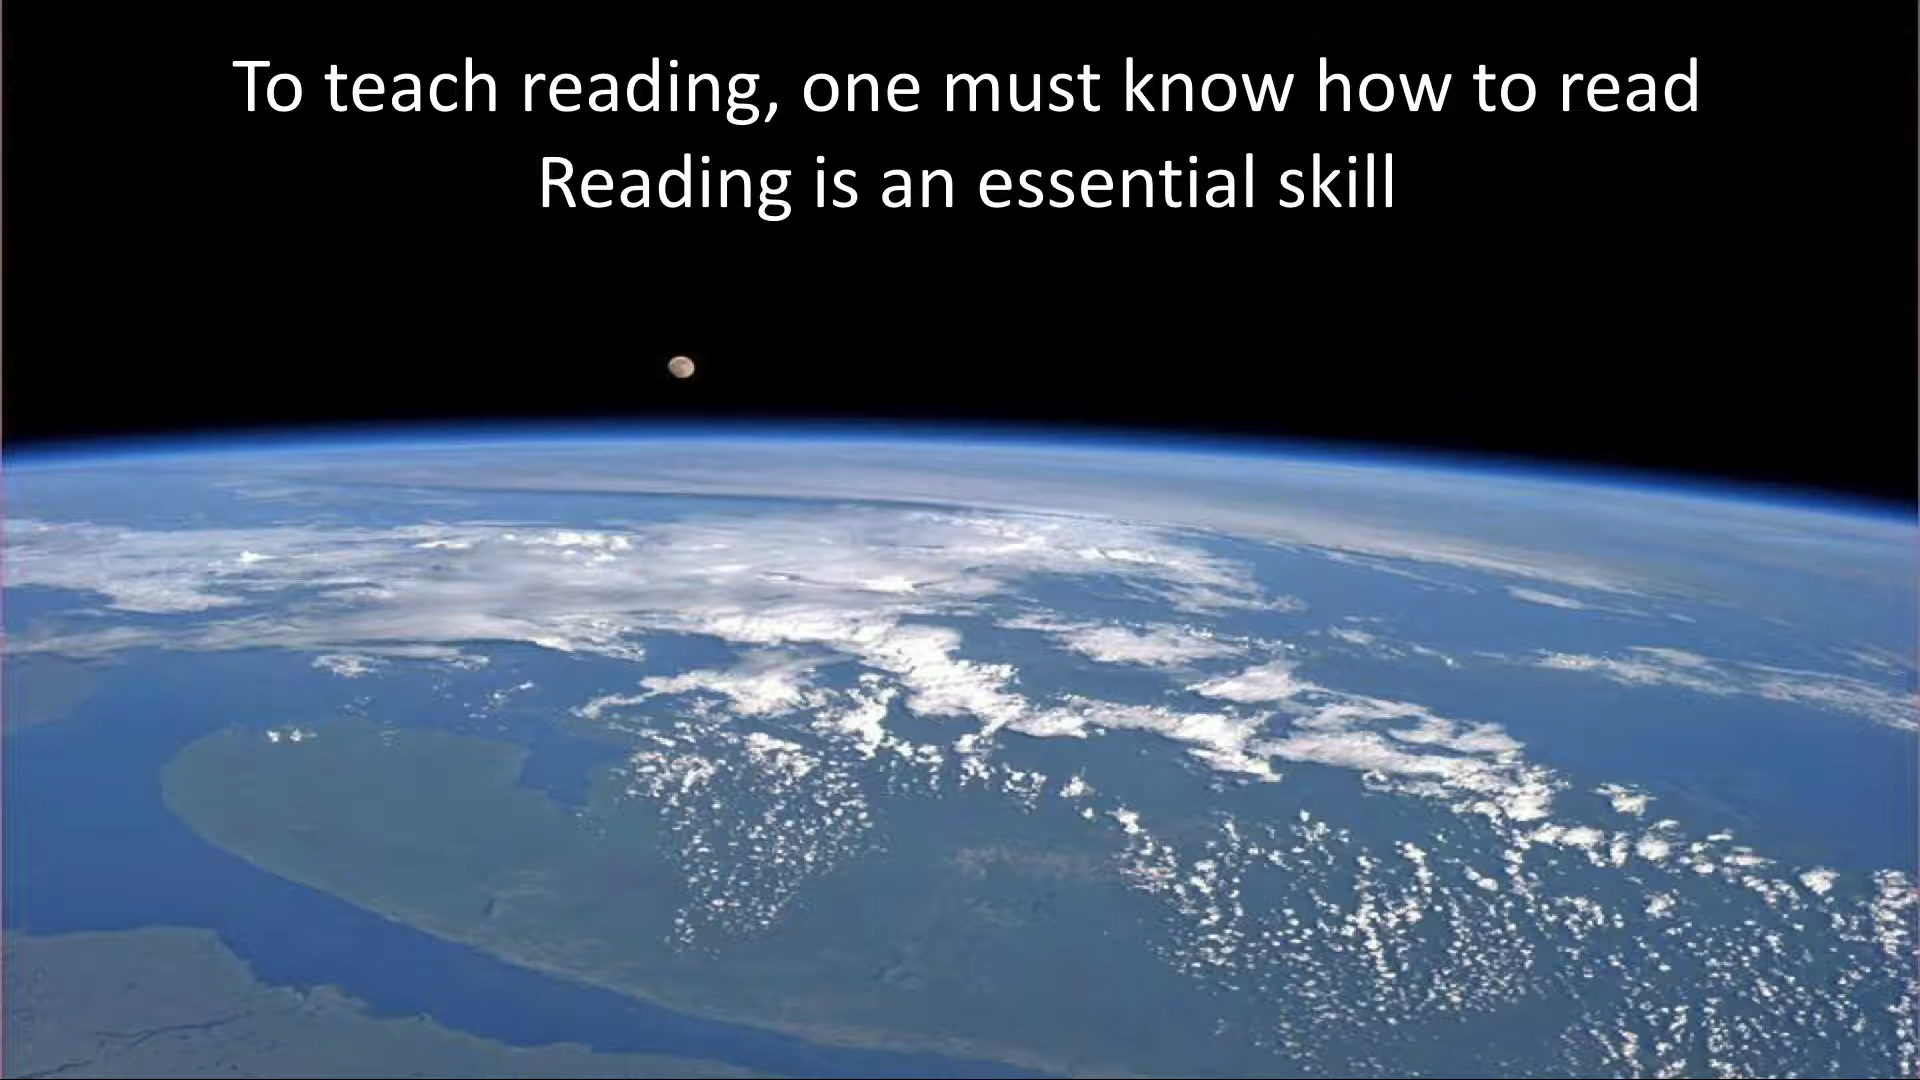 To teach reading, one must know how to read
Reading is an essential skill